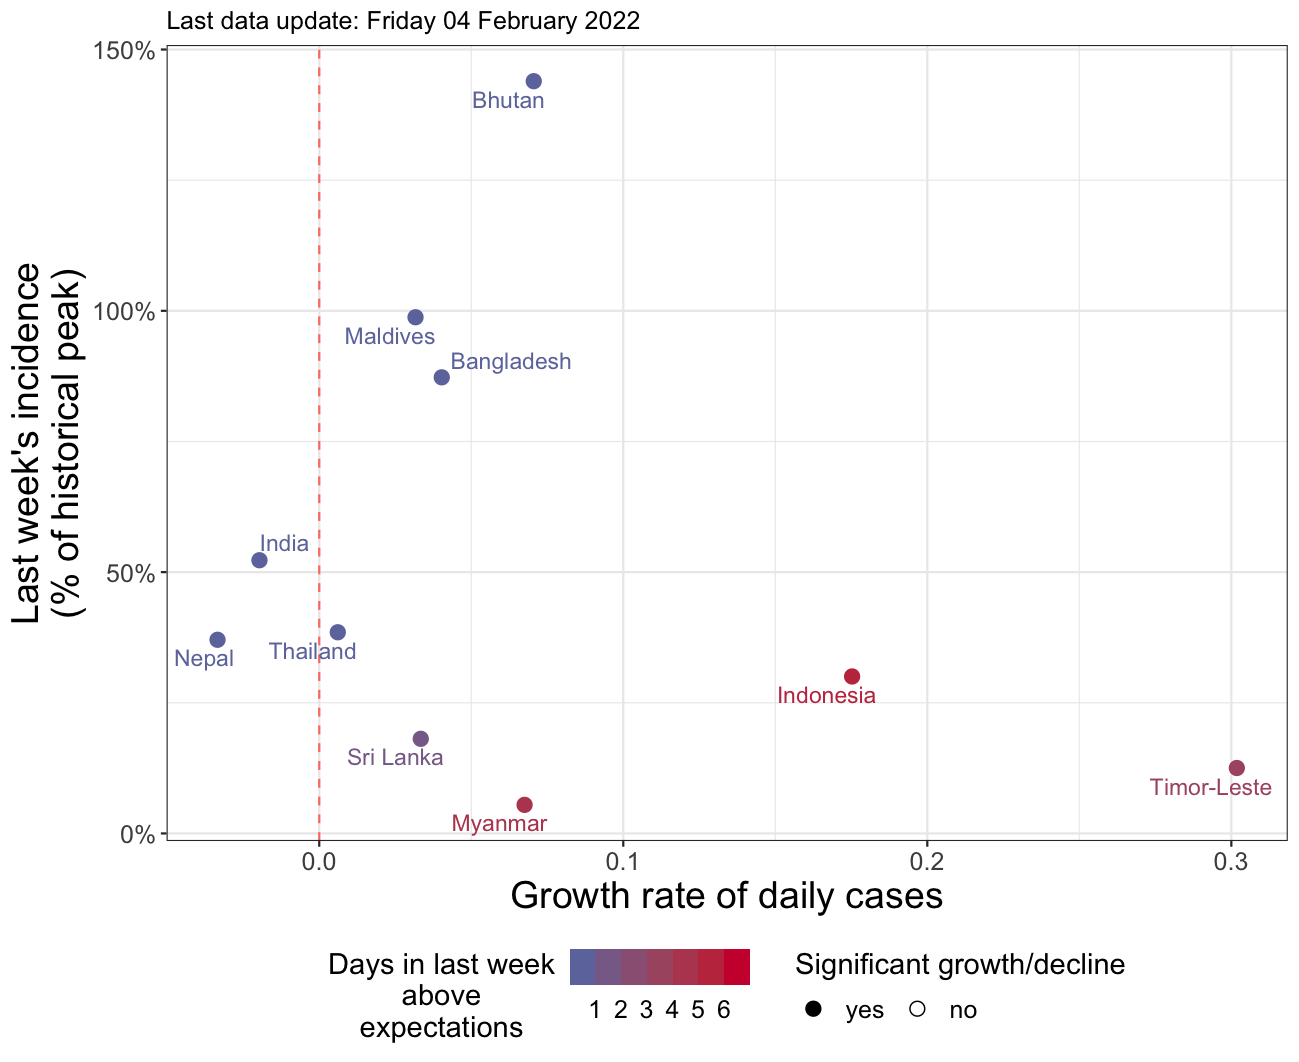 Last data update: Friday 04 February 2022
150%
Bhutan
100%
Maldives
Bangladesh
Last week's incidence
(% of historical peak)
India
50%
Thailand
Nepal
Indonesia
Sri Lanka
Timor-Leste
Myanmar
0%
0.0 0.1 0.2 0.3
Growth rate of daily cases
Days in last week
above
expectations
1 2 3 4 5 6
Significant growth/decline
yes no